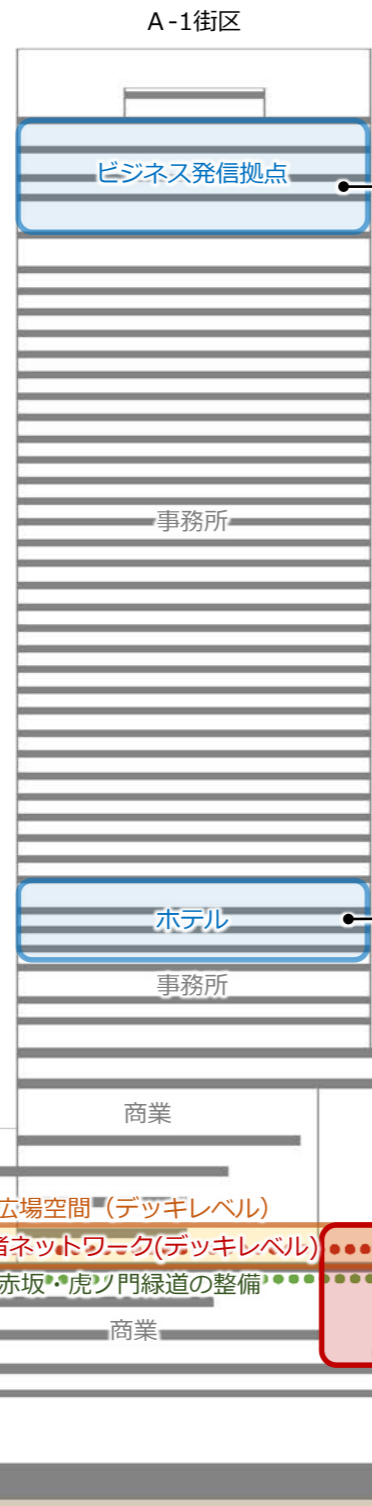 A-1街区
ビジネス発信拠点
事務所
ホテル
事務所
商業
広場空間（デッキレベル）
者ネットワーク(デッキレベル)
赤坂・虎ノ門緑道の整備
商業